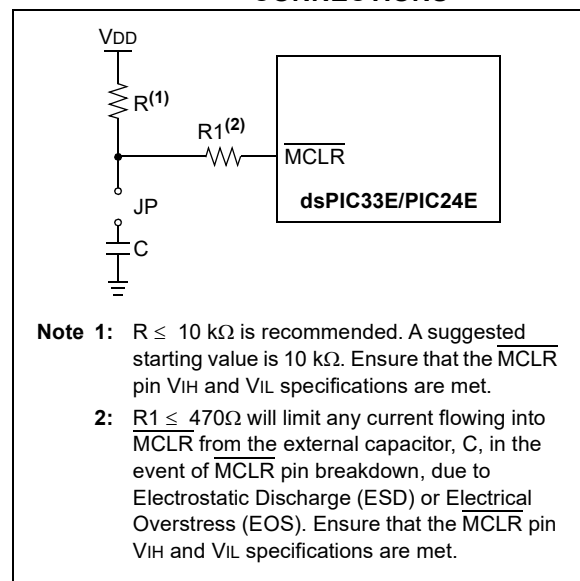 VDD
R(1)
R1(2)
MCLR
dsPIC33E/PIC24E
JP
C
Note 1: R ≤ 10 kΩ is recommended. A suggested
starting value is 10 kΩ. Ensure that the MCLR
pin VIH and VIL specifications are met.
2: R1 ≤ 470Ω will limit any current flowing into
MCLR from the external capacitor, C, in the
event of MCLR pin breakdown, due to
Electrostatic Discharge (ESD) or Electrical
Overstress (EOS). Ensure that the MCLR pin
VIH and VIL specifications are met.